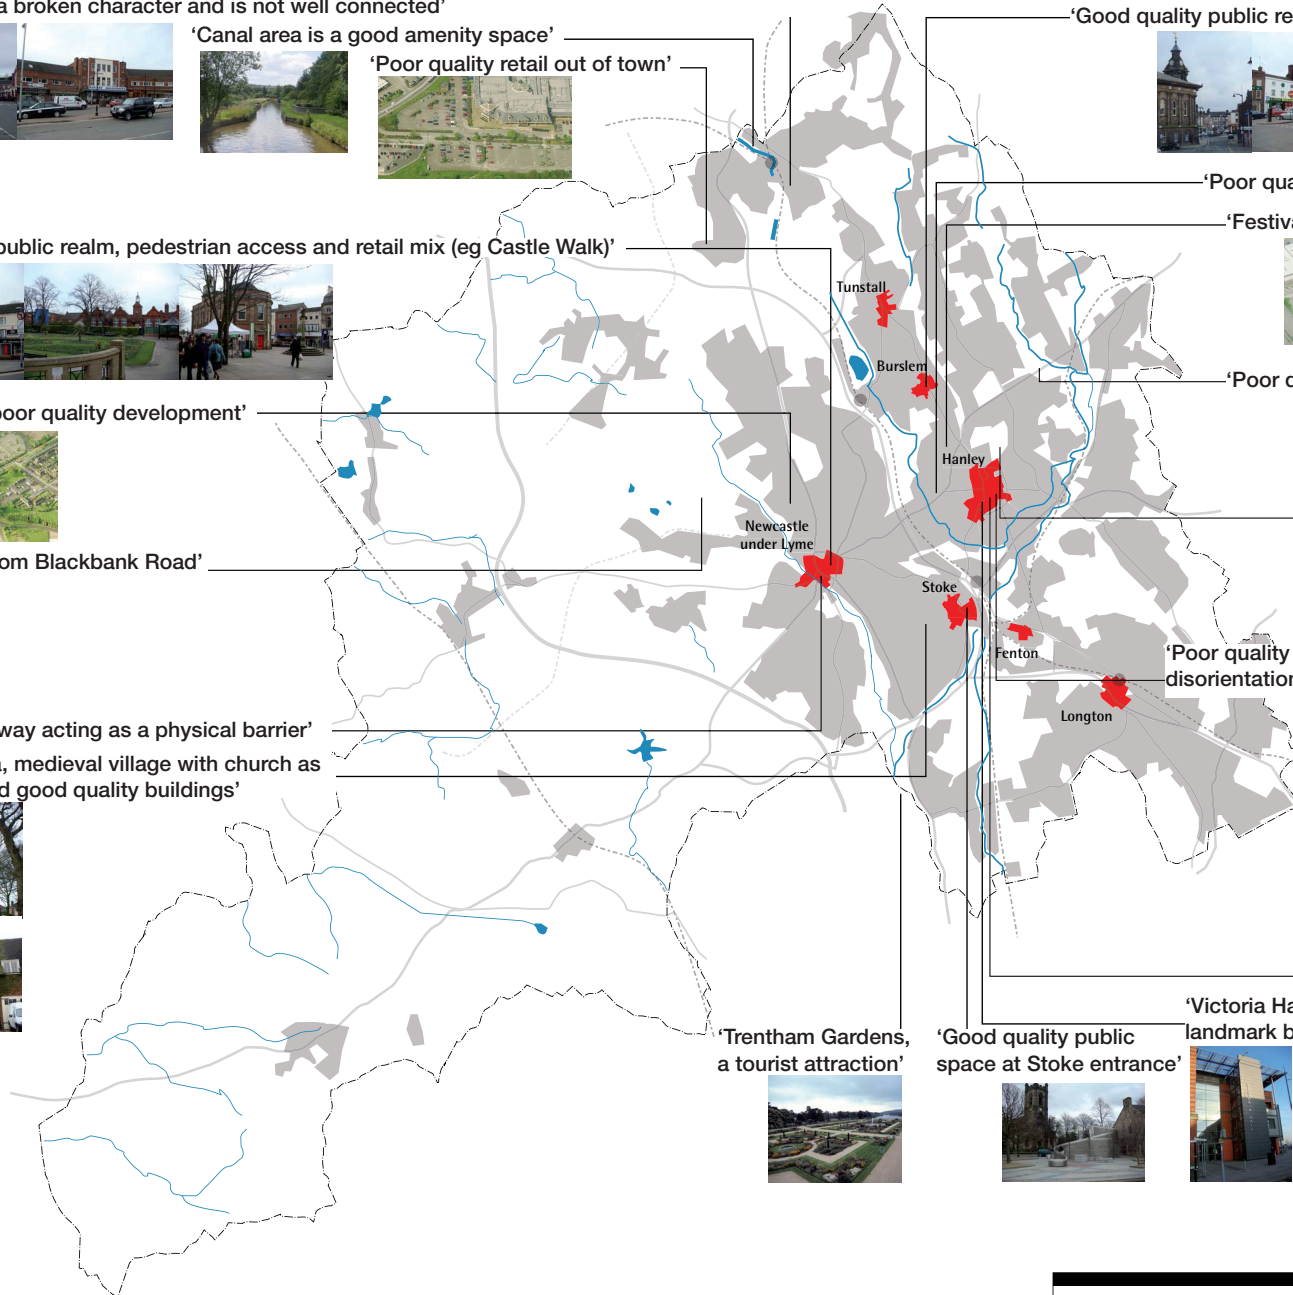 a broken character and is not well connected’
‘Canal area is a good amenity space’
‘Poor quality retail out of town’
‘Good quality public re
‘Poor qua
‘Festiva
public realm, pedestrian access and retail mix (eg Castle Walk)’
Tunstall
Burslem
‘Poor q
poor quality development’
Hanley
Newcastle
under Lyme
om Blackbank Road’
Stoke
Fenton
‘Poor quality
disorientation
Longton
way acting as a physical barrier’
, medieval village with church as
d good quality buildings’
‘Trentham Gardens,
a tourist attraction’
‘Good quality public
space at Stoke entrance’
‘Victoria Ha
landmark b